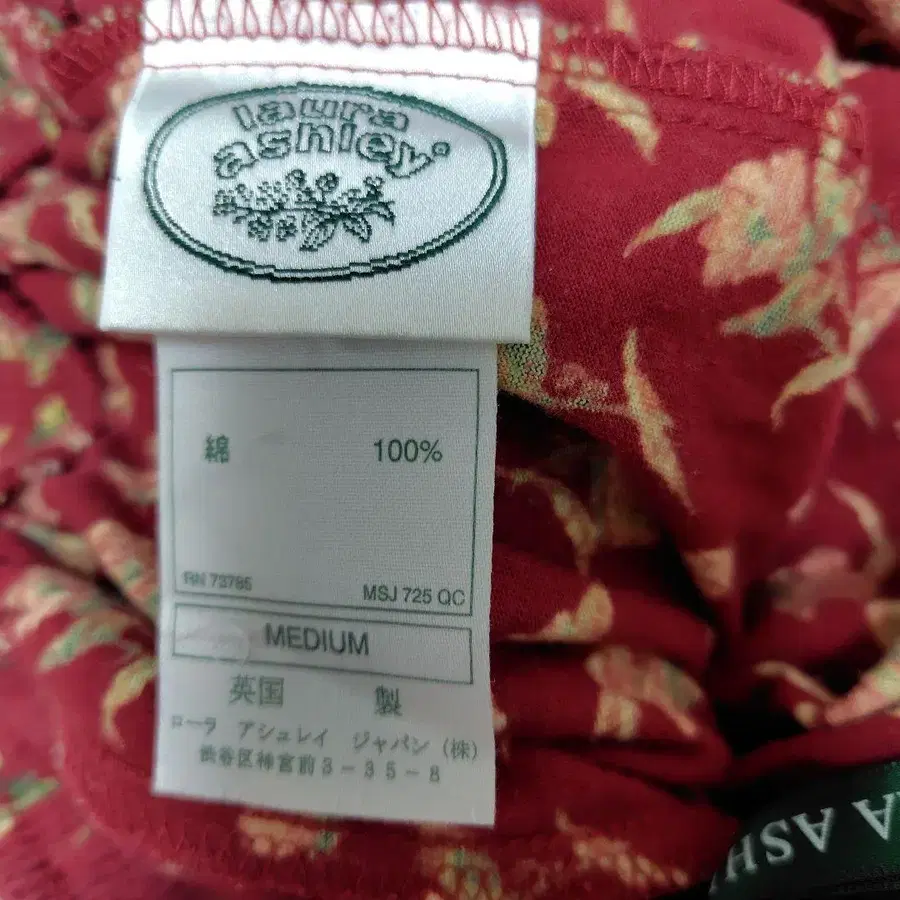 laura
ashley®
綿 100%
RN 73785
MSJ 725 QC
MEDIUM
英国 製
ローラ アシュレイ ジャパン (株)
渋谷区神宮前3-35-8
A ASH